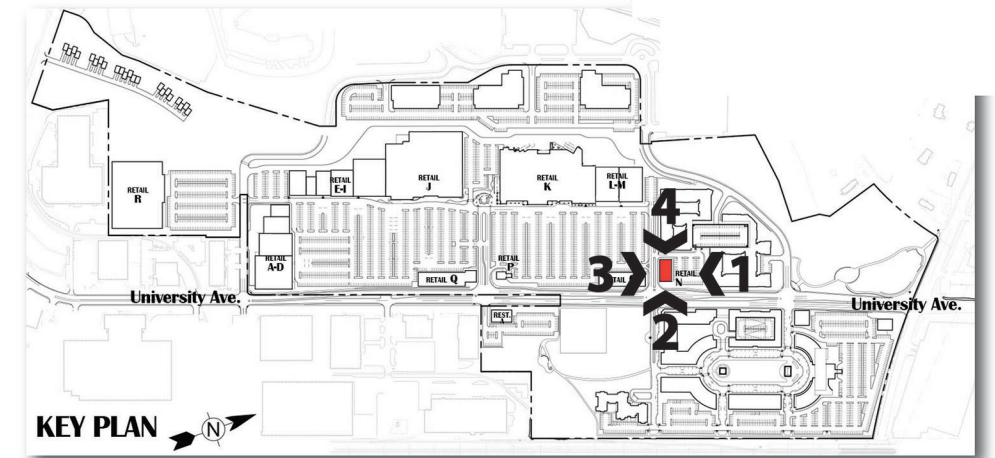 4
RETAIL
R
RETAIL
E-I
RETAIL
J
RETAIL
K
RETAIL
L-M
RETAIL
A-D
RETAIL Q
RETAIL
P
3
RETAIL
RETAIL
N
1
University Ave.
University Ave.
REST.
2
KEY PLAN
N